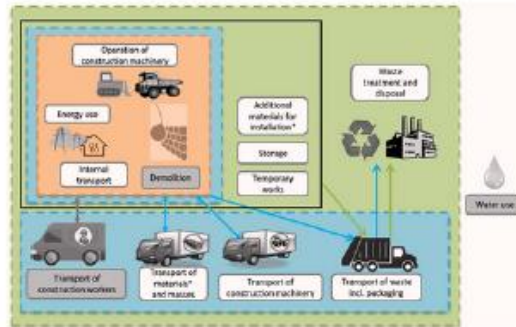 Operation of
construction machinery
Energy use
Internal
transport
Demolition
Additional
materials for
installation*
Storage
Temporary
works
Waste
treatment and
disposal
Water use
Transport of
construction workers
Transport of
materials*
and masses
Transport of
construction machinery
Transport of waste
incl. packaging